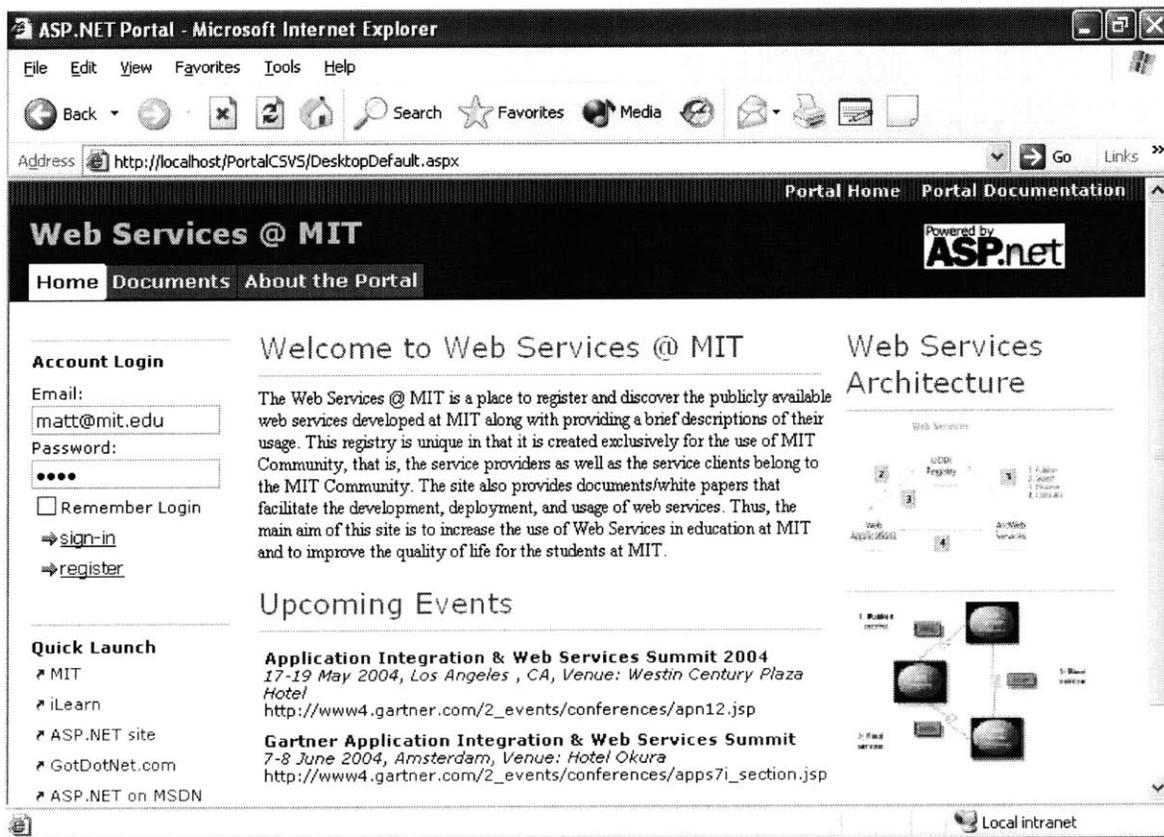 ASP.NET Portal - Microsoft Internet Explorer
File Edit View Favorites Tools Help
Back Search Favorites Media
Address http://localhost/PortalCSVS/DesktopDefault.aspx Go Links »
Portal Home Portal Documentation
Web Services @ MIT
Powered by
ASP.net
Home Documents About the Portal
Account Login
Email:
matt@mit.edu
Password:
••••
Remember Login
sign-in
register
Quick Launch
MIT
iLearn
ASP.NET site
GotDotNet.com
ASP.NET on MSDN
Welcome to Web Services @ MIT
The Web Services @ MIT is a place to register and discover the publicly available
web services developed at MIT along with providing a brief descriptions of their
usage. This registry is unique in that it is created exclusively for the use of MIT
Community, that is, the service providers as well as the service clients belong to
the MIT Community. The site also provides documents/white papers that
facilitate the development, deployment, and usage of web services. Thus, the
main aim of this site is to increase the use of Web Services in education at MIT
and to improve the quality of life for the students at MIT.
Upcoming Events
Application Integration & Web Services Summit 2004
17-19 May 2004, Los Angeles , CA, Venue: Westin Century Plaza
Hotel
http://www4.gartner.com/2_events/conferences/apn12.jsp
Gartner Application Integration & Web Services Summit
7-8 June 2004, Amsterdam, Venue: Hotel Okura
http://www4.gartner.com/2_events/conferences/apps7i_section.jsp
Web Services
Architecture
Web Services
UDDI
Registry
2
3
1. Publish
Web
Applications
4
Services
1. Publish
service
Local intranet